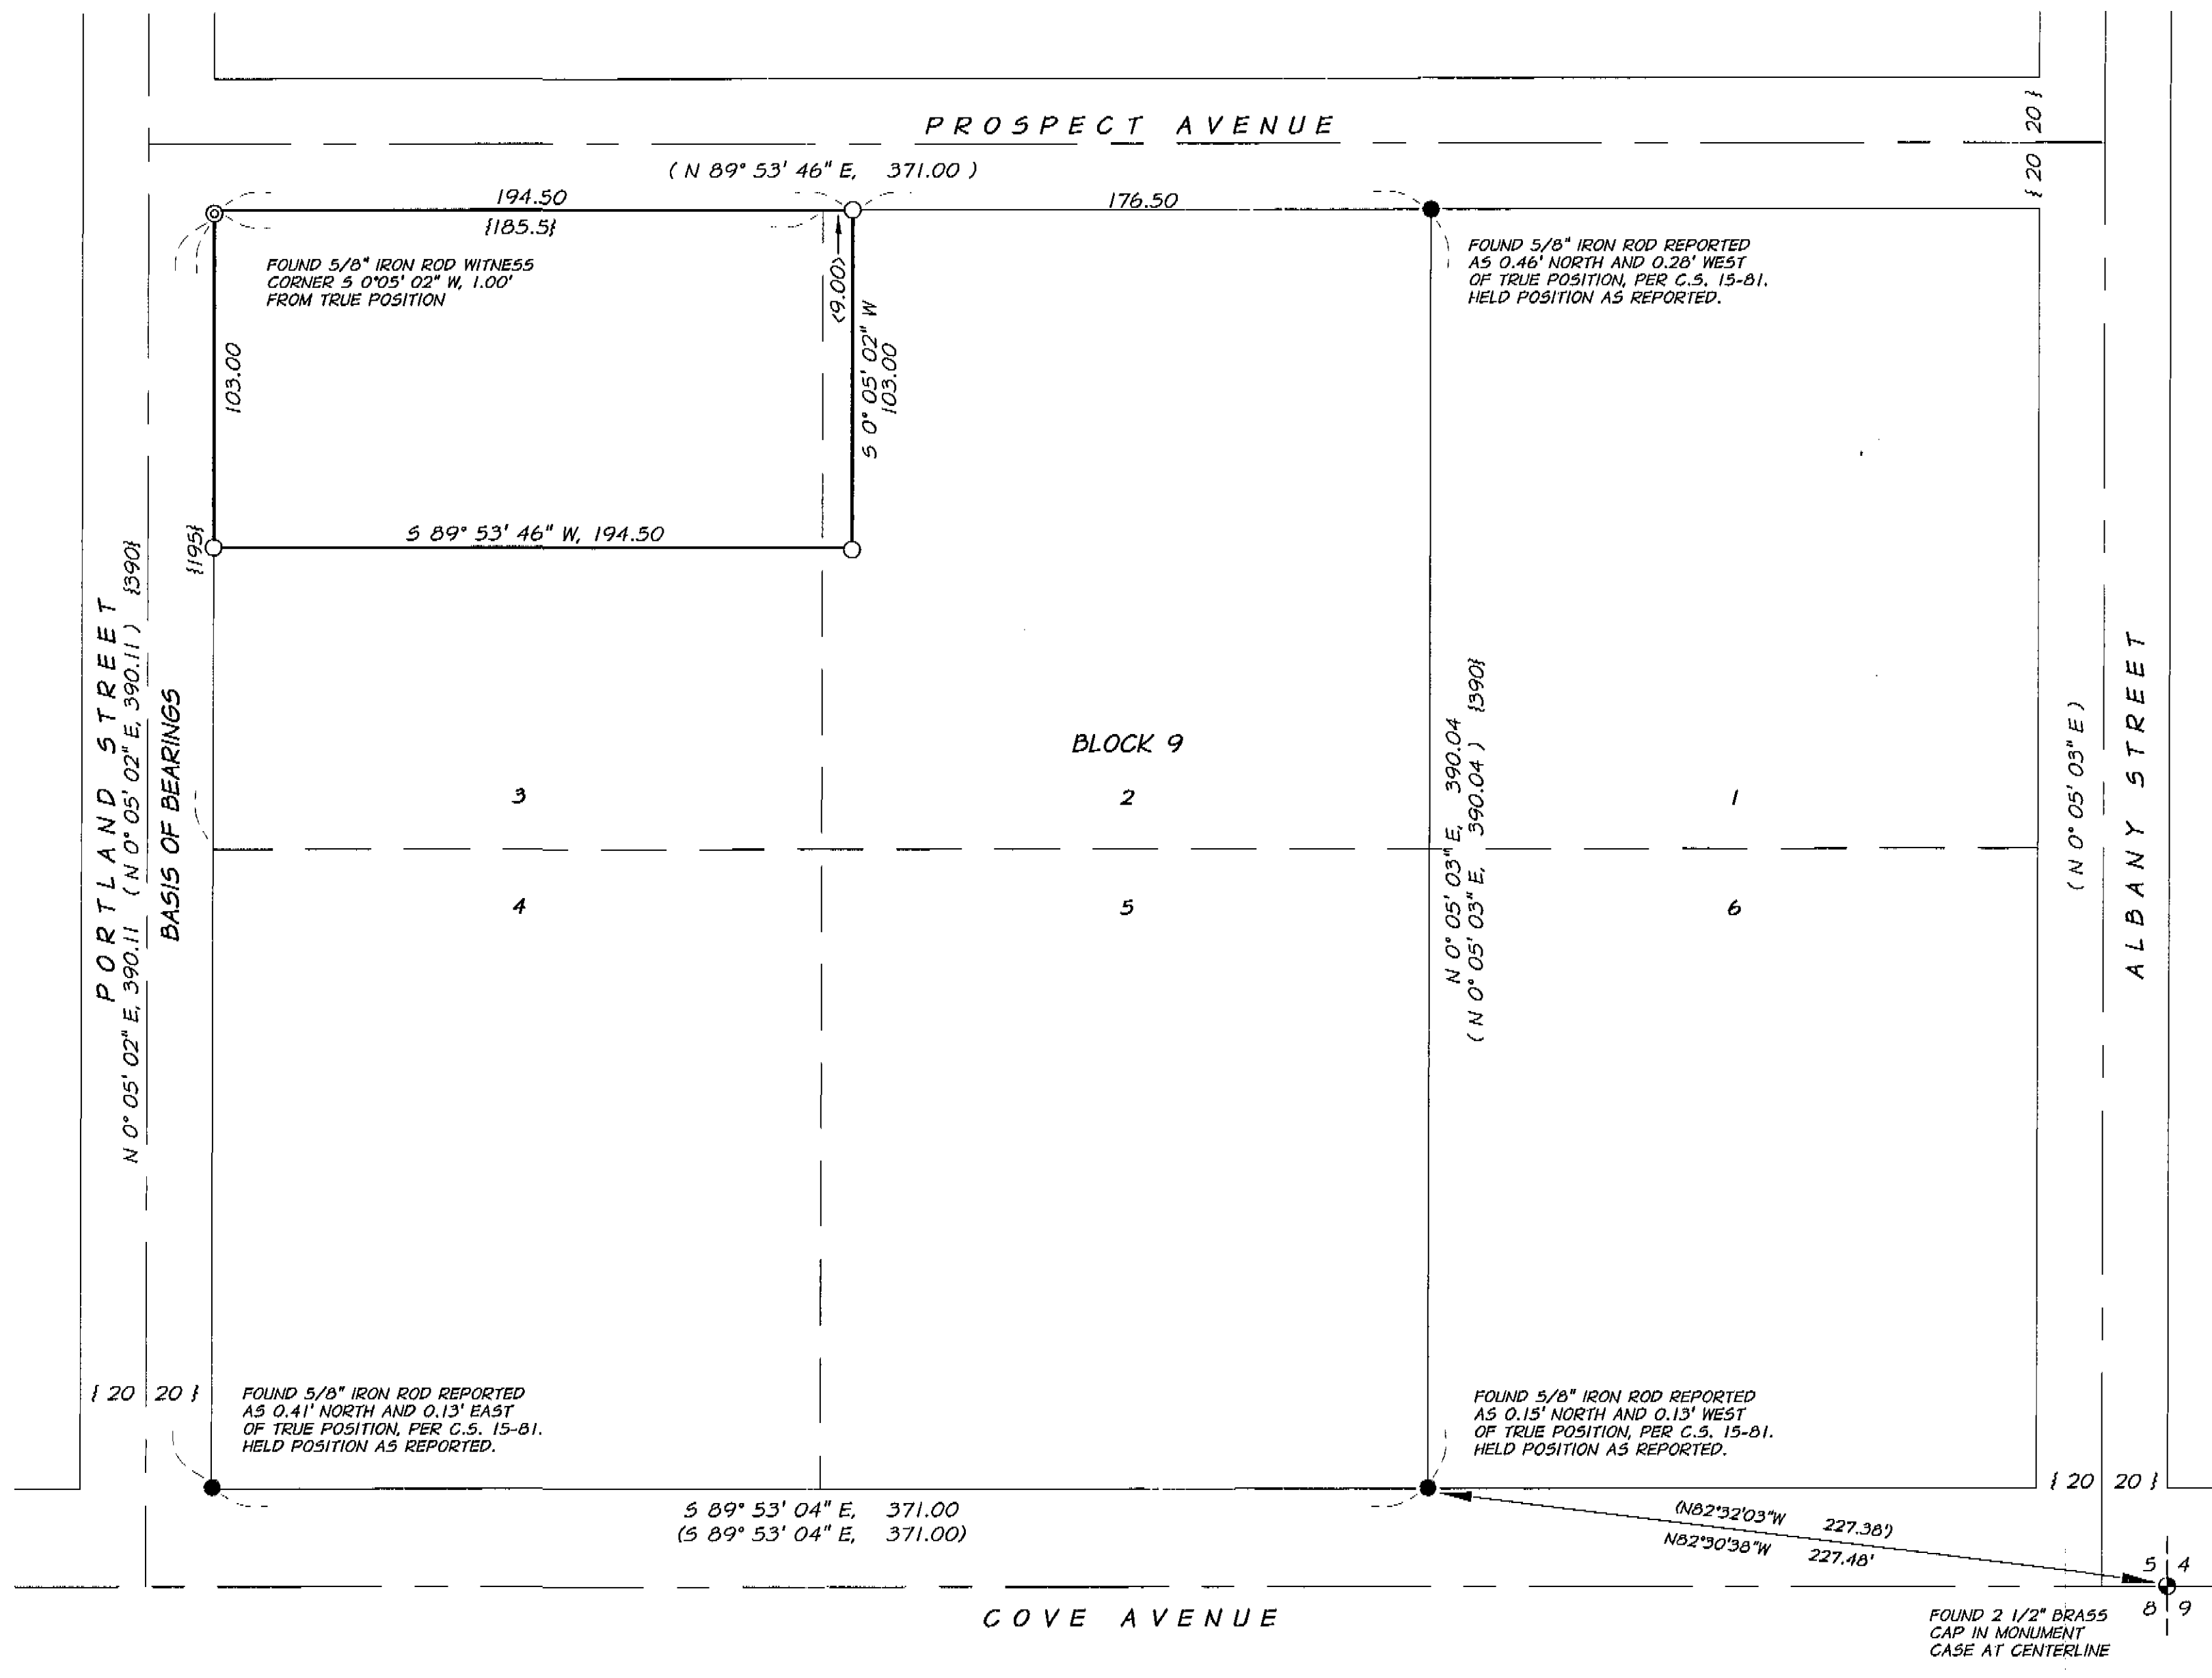 PROSPECT AVENUE
{ 20 | 20 }
( N 89° 53' 46" E, 371.00 )
194.50
{185.5}
176.50
FOUND 5/8" IRON ROD WITNESS
CORNER S 0°05' 02" W, 1.00'
FROM TRUE POSITION
<9.00>
FOUND 5/8" IRON ROD REPORTED
AS 0.46' NORTH AND 0.28' WEST
OF TRUE POSITION, PER C.S. 15-81.
HELD POSITION AS REPORTED.
103.00
S 0° 05' 02" W
103.00
S 89° 53' 46" W, 194.50
{195}
PORTLAND STREET
N 0° 05' 02" E, 390.11 ( N 0° 05' 02" E, 390.11 ) {390}
BASIS OF BEARINGS
BLOCK 9
3
2
1
4
5
6
N 0° 05' 03" E, 390.04
( N 0° 05' 03" E, 390.04 ) {390}
( N 0° 05' 03" E )
ALBANY STREET
{ 20 | 20 }
FOUND 5/8" IRON ROD REPORTED
AS 0.41' NORTH AND 0.13' EAST
OF TRUE POSITION, PER C.S. 15-81.
HELD POSITION AS REPORTED.
FOUND 5/8" IRON ROD REPORTED
AS 0.15' NORTH AND 0.13' WEST
OF TRUE POSITION, PER C.S. 15-81.
HELD POSITION AS REPORTED.
{ 20 | 20 }
S 89° 53' 04" E, 371.00
(S 89° 53' 04" E, 371.00)
(N82°32'03"W 227.38')
N82°30'38"W 227.48'
5 4
8 9
COVE AVENUE
FOUND 2 1/2" BRASS
CAP IN MONUMENT
CASE AT CENTERLINE